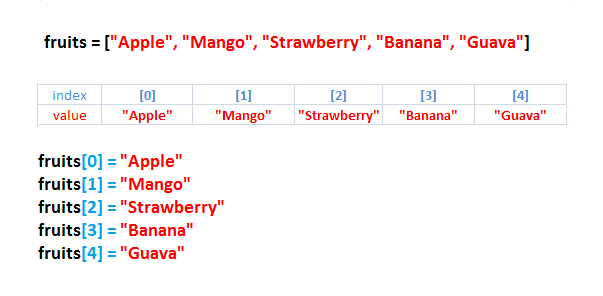 fruits = ["Apple", "Mango", "Strawberry", "Banana", "Guava"]
index [0] [1] [2] [3] [4]
value "Apple" "Mango" "Strawberry" "Banana" "Guava"
fruits[0] = "Apple"
fruits[1] = "Mango"
fruits[2] = "Strawberry"
fruits[3] = "Banana"
fruits[4] = "Guava"